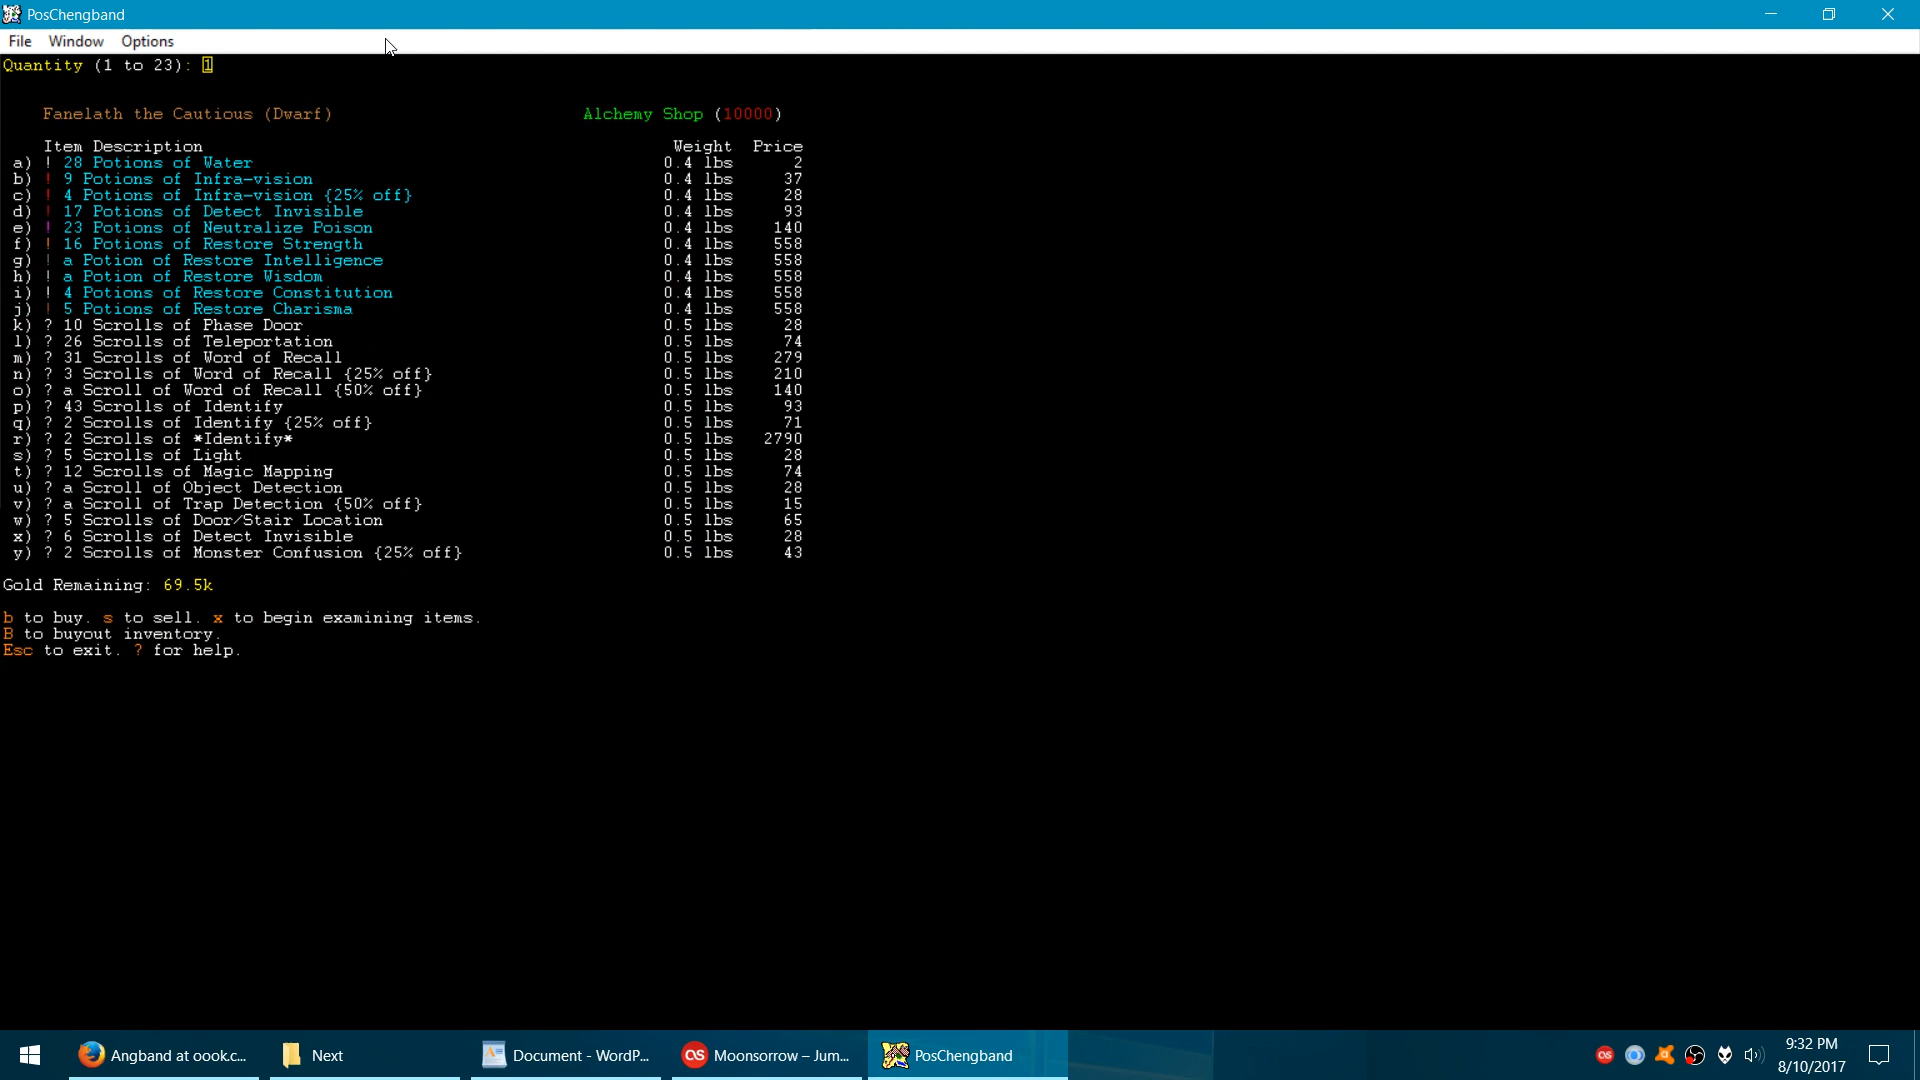 PosChengband
File Window Options
Quantity (1 to 23): 1
Fanelath the Cautious (Dwarf) Alchemy Shop (10000)
Item Description Weight Price
a) ! 28 Potions of Water 0.4 lbs 2
b) ! 9 Potions of Infra-vision 0.4 lbs 37
c) ! 4 Potions of Infra-vision {25% off} 0.4 lbs 28
d) ! 17 Potions of Detect Invisible 0.4 lbs 93
e) ! 23 Potions of Neutralize Poison 0.4 lbs 140
f) ! 16 Potions of Restore Strength 0.4 lbs 558
g) ! a Potion of Restore Intelligence 0.4 lbs 558
h) ! a Potion of Restore Wisdom 0.4 lbs 558
i) ! 4 Potions of Restore Constitution 0.4 lbs 558
j) ! 5 Potions of Restore Charisma 0.4 lbs 558
k) ? 10 Scrolls of Phase Door 0.5 lbs 28
l) ? 26 Scrolls of Teleportation 0.5 lbs 74
m) ? 31 Scrolls of Word of Recall 0.5 lbs 279
n) ? 3 Scrolls of Word of Recall {25% off} 0.5 lbs 210
o) ? a Scroll of Word of Recall {50% off} 0.5 lbs 140
p) ? 43 Scrolls of Identify 0.5 lbs 93
q) ? 2 Scrolls of Identify {25% off} 0.5 lbs 71
r) ? 2 Scrolls of *Identify* 0.5 lbs 2790
s) ? 5 Scrolls of Light 0.5 lbs 28
t) ? 12 Scrolls of Magic Mapping 0.5 lbs 74
u) ? a Scroll of Object Detection 0.5 lbs 28
v) ? a Scroll of Trap Detection {50% off} 0.5 lbs 15
w) ? 5 Scrolls of Door/Stair Location 0.5 lbs 65
x) ? 6 Scrolls of Detect Invisible 0.5 lbs 28
y) ? 2 Scrolls of Monster Confusion {25% off} 0.5 lbs 43
Gold Remaining: 69.5k
b to buy. s to sell. x to begin examining items.
B to buyout inventory.
Esc to exit. ? for help.
Angband at oook.c... Next Document - WordP... Moonsorrow – Jum... PosChengband
9:32 PM
8/10/2017